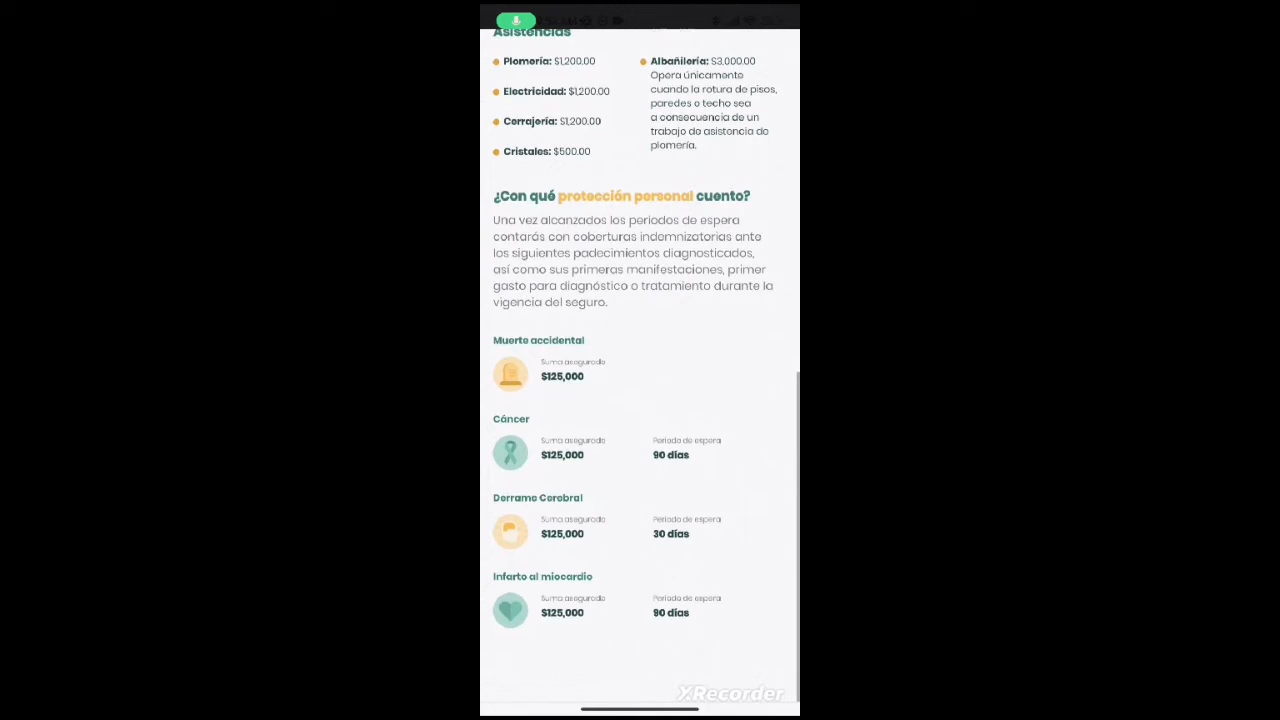 Asistencias
Plomería: $1,200.00
Electricidad: $1,200.00
Cerrajería: $1,200.00
Cristales: $500.00
Albañilería: $3,000.00
Opera únicamente
cuando la rotura de pisos,
paredes o techo sea
a consecuencia de un
trabajo de asistencia de
plomería.
¿Con qué protección personal cuento?
Una vez alcanzados los periodos de espera
contarás con coberturas indemnizatorias ante
los siguientes padecimientos diagnosticados,
así como sus primeras manifestaciones, primer
gasto para diagnóstico o tratamiento durante la
vigencia del seguro.
Muerte accidental
Suma asegurada
$125,000
Cáncer
Suma asegurada
$125,000
Periodo de espera
90 días
Derrame Cerebral
Suma asegurada
$125,000
Periodo de espera
30 días
Infarto al miocardio
Suma asegurada
$125,000
Periodo de espera
90 días
XRecorder